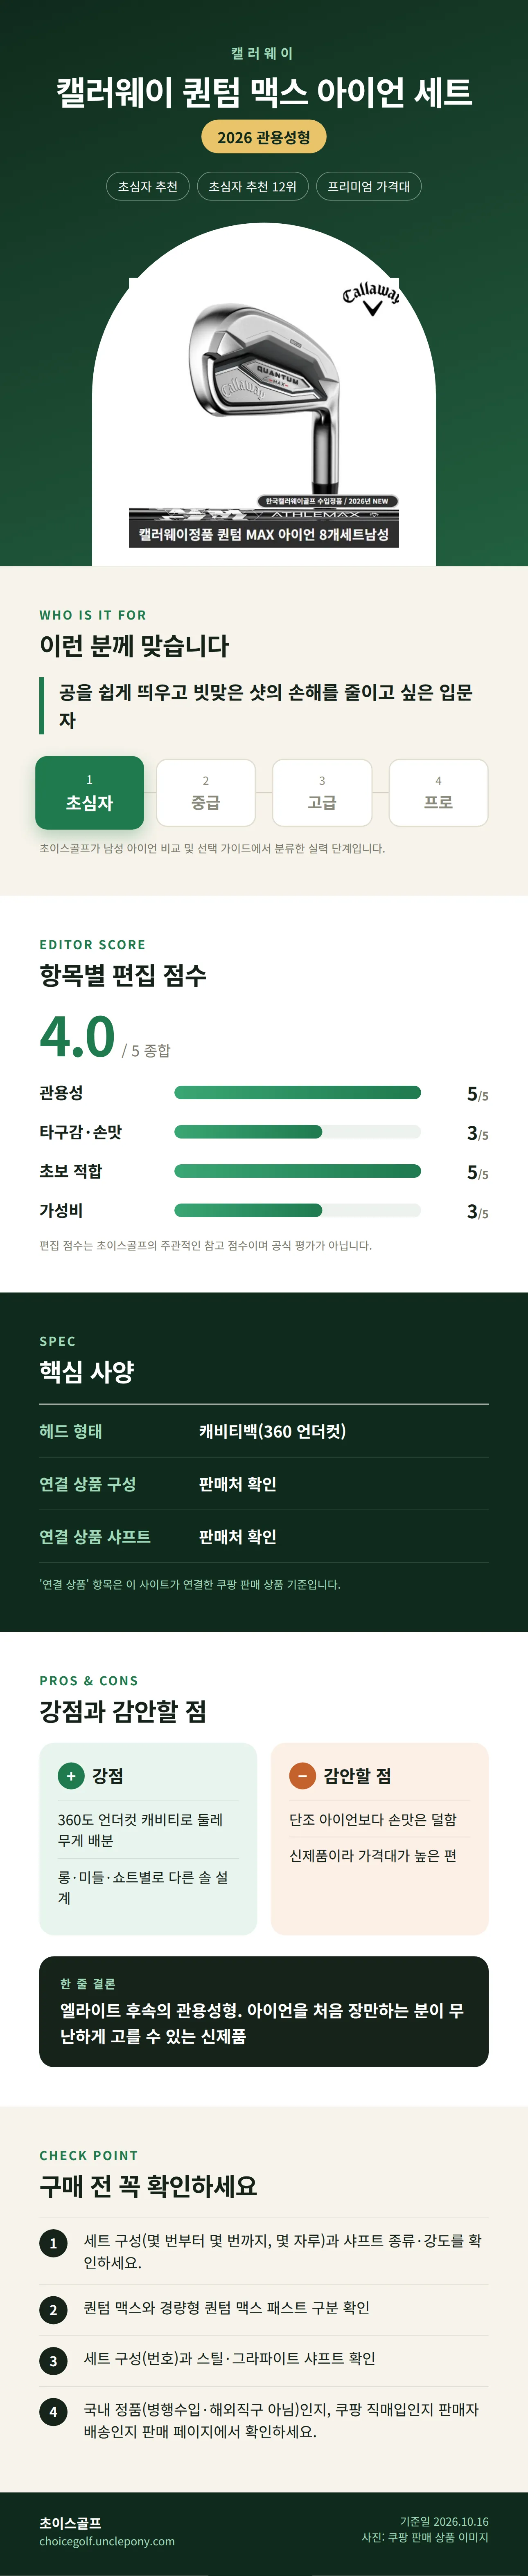 캘러웨이
캘러웨이 퀀텀 맥스 아이언 세트
2026 관용성형
초심자 추천
초심자 추천 12위
프리미엄 가격대
Callaway
QUANTUM
MAX
Callaway
한국캘러웨이골프 수입정품 / 2026년 NEW
ATHLEMAX
캘러웨이정품 퀀텀 MAX 아이언 8개세트남성
WHO IS IT FOR
이런 분께 맞습니다
공을 쉽게 띄우고 빗맞은 샷의 손해를 줄이고 싶은 입문
자
1
초심자
2
중급
3
고급
4
프로
초이스골프가 남성 아이언 비교 및 선택 가이드에서 분류한 실력 단계입니다.
EDITOR SCORE
항목별 편집 점수
4.0 / 5 종합
관용성 5/5
타구감·손맛 3/5
초보 적합 5/5
가성비 3/5
편집 점수는 초이스골프의 주관적인 참고 점수이며 공식 평가가 아닙니다.
SPEC
핵심 사양
헤드 형태 캐비티백(360 언더컷)
연결 상품 구성 판매처 확인
연결 상품 샤프트 판매처 확인
'연결 상품' 항목은 이 사이트가 연결한 쿠팡 판매 상품 기준입니다.
PROS & CONS
강점과 감안할 점
+ 강점
360도 언더컷 캐비티로 둘레
무게 배분
롱·미들·쇼트별로 다른 솔 설
계
− 감안할 점
단조 아이언보다 손맛은 덜함
신제품이라 가격대가 높은 편
한 줄 결론
엘라이트 후속의 관용성형. 아이언을 처음 장만하는 분이 무
난하게 고를 수 있는 신제품
CHECK POINT
구매 전 꼭 확인하세요
1 세트 구성(몇 번부터 몇 번까지, 몇 자루)과 샤프트 종류·강도를 확
인하세요.
2 퀀텀 맥스와 경량형 퀀텀 맥스 패스트 구분 확인
3 세트 구성(번호)과 스틸·그라파이트 샤프트 확인
4 국내 정품(병행수입·해외직구 아님)인지, 쿠팡 직매입인지 판매자
배송인지 판매 페이지에서 확인하세요.
초이스골프
choicegolf.unclepony.com
기준일 2026.10.16
사진: 쿠팡 판매 상품 이미지